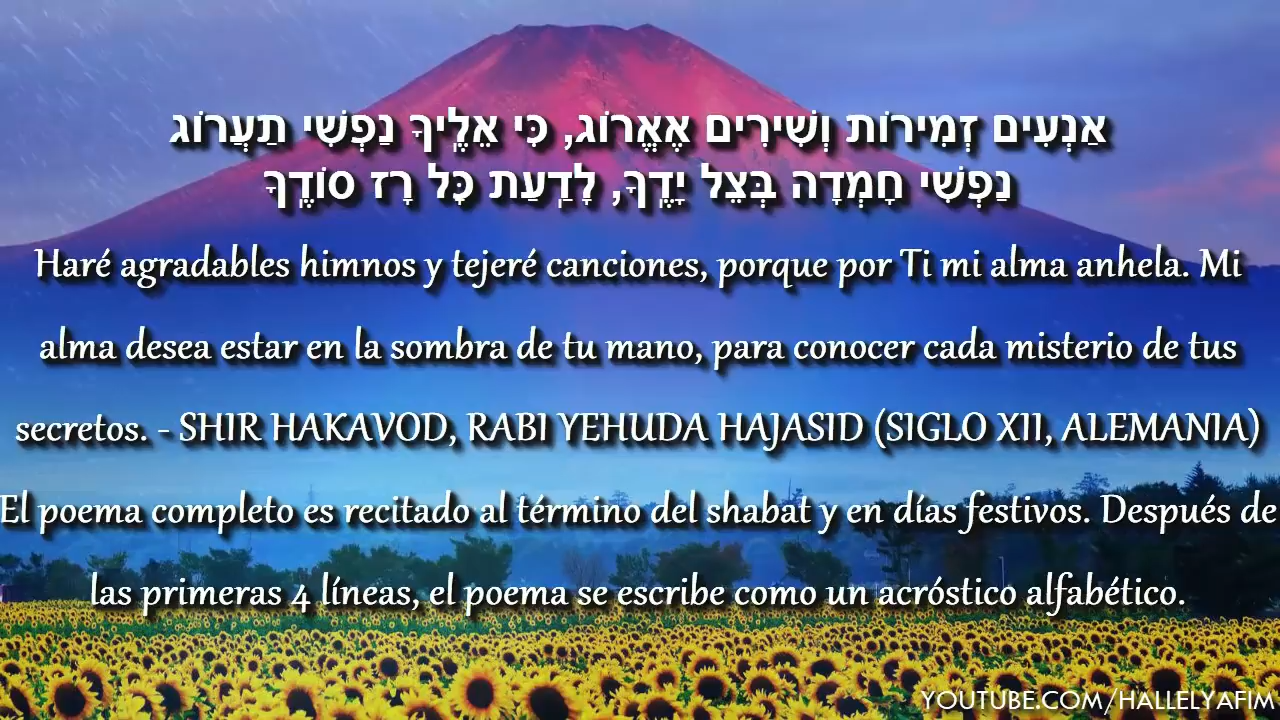 אַנְעִים זְמִירוֹת וְשִׁירִים אֶאֱרוֹג, כִּי אֵלֶֽיךָ נַפְשִׁי תַעֲרוֹג
נַפְשִׁי חָמְדָה בְּצֵל יָדֶֽךָ, לָדַֽעַת כָּל רָז סוֹדֶֽךָ
Haré agradables himnos y tejeré canciones, porque por Ti mi alma anhela. Mi
alma desea estar en la sombra de tu mano, para conocer cada misterio de tus
secretos. - SHIR HAKAVOD, RABI YEHUDA HAJASID (SIGLO XII, ALEMANIA)
El poema completo es recitado al término del shabat y en días festivos. Después de
las primeras 4 líneas, el poema se escribe como un acróstico alfabético.
YOUTUBE.COM/HALLELYAFIM